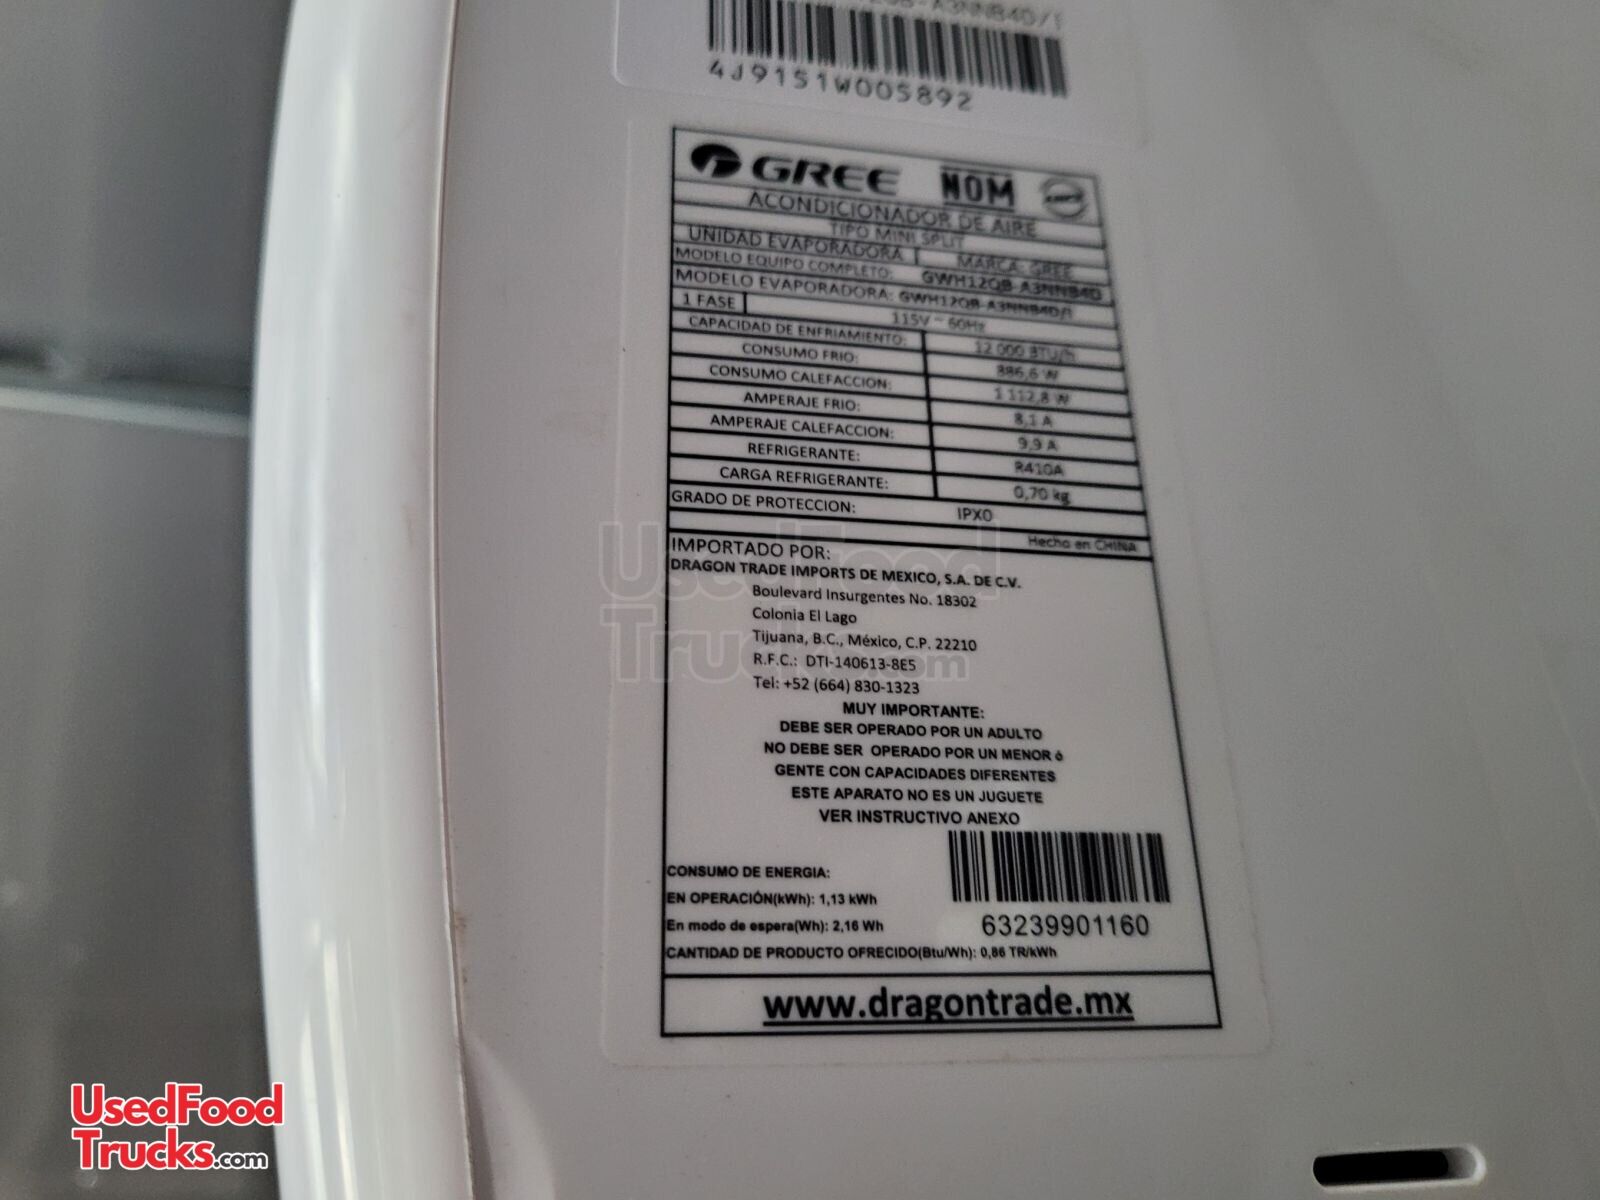 4J91S1W005892
GREE NOM
ACONDICIONADOR DE AIRE
TIPO MINI SPLIT
UNIDAD EVAPORADORA MARCA: GREE
MODELO EQUIPO COMPLETO: GWH12QB-A3NNB4D
MODELO EVAPORADORA: GWH12QB-A3NNB4D/I
1 FASE 115V ~ 60Hz
CAPACIDAD DE ENFRIAMIENTO: 12 000 BTU/h
CONSUMO FRIO: 886,6 W
CONSUMO CALEFACCION: 1 112,8 W
AMPERAJE FRIO: 8,1 A
AMPERAJE CALEFACCION: 9,9 A
REFRIGERANTE: R410A
CARGA REFRIGERANTE: 0,70 kg
GRADO DE PROTECCION: IPX0
Hecho en CHINA
IMPORTADO POR:
DRAGON TRADE IMPORTS DE MEXICO, S.A. DE C.V.
Boulevard Insurgentes No. 18302
Colonia El Lago
Tijuana, B.C., México, C.P. 22210
R.F.C.: DTI-140613-8E5
Tel: +52 (664) 830-1323
MUY IMPORTANTE:
DEBE SER OPERADO POR UN ADULTO
NO DEBE SER OPERADO POR UN MENOR ó
GENTE CON CAPACIDADES DIFERENTES
ESTE APARATO NO ES UN JUGUETE
VER INSTRUCTIVO ANEXO
CONSUMO DE ENERGIA:
EN OPERACIÓN(kWh): 1,13 kWh
En modo de espera(Wh): 2,16 Wh
63239901160
CANTIDAD DE PRODUCTO OFRECIDO(Btu/Wh): 0,86 TR/kWh
www.dragontrade.mx
UsedFood
Trucks.com
UsedFood
Trucks.com